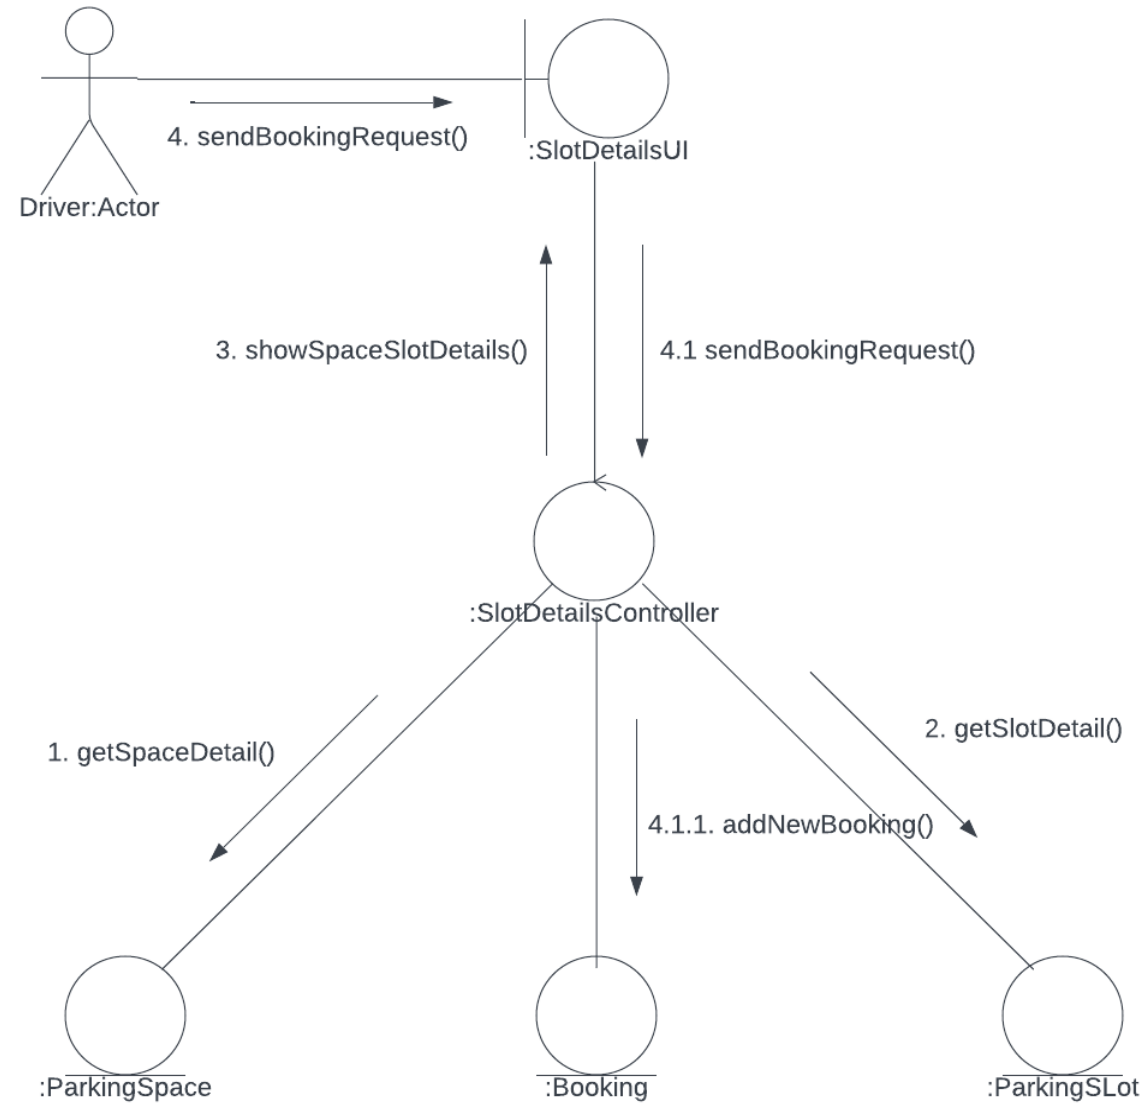 4. sendBookingRequest()
:SlotDetailsUI
Driver:Actor
3. showSpaceSlotDetails()
4.1 sendBookingRequest()
:SlotDetailsController
1. getSpaceDetail()
2. getSlotDetail()
4.1.1. addNewBooking()
:ParkingSpace
:Booking
:ParkingSLot